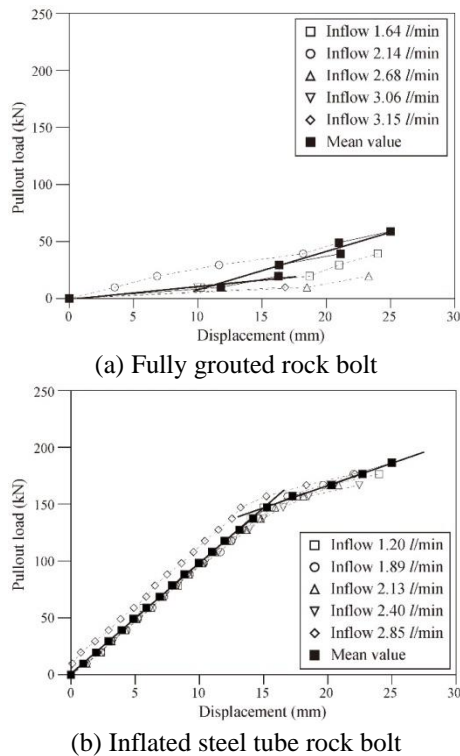 250
200
150
100
50
0
Pullout load (kN)
Inflow 1.64 l/min
Inflow 2.14 l/min
Inflow 2.68 l/min
Inflow 3.06 l/min
Inflow 3.15 l/min
Mean value
0 5 10 15 20 25 30
Displacement (mm)
(a) Fully grouted rock bolt
250
200
150
100
50
0
Pullout load (kN)
Inflow 1.20 l/min
Inflow 1.89 l/min
Inflow 2.13 l/min
Inflow 2.40 l/min
Inflow 2.85 l/min
Mean value
0 5 10 15 20 25 30
Displacement (mm)
(b) Inflated steel tube rock bolt